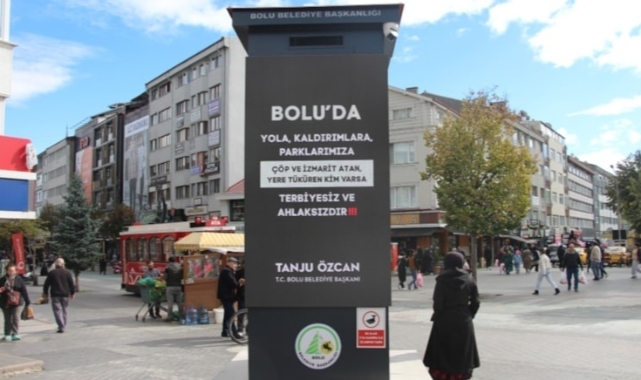 BOLU BELEDİYE BAŞKANLIĞI
BOLU'DA
YOLA, KALDIRIMLARA,
PARKLARIMIZA
ÇÖP VE İZMARİT ATAN,
YERE TÜKÜREN KİM VARSA
TERBİYESİZ VE
AHLAKSIZDIR!!!
TANJU ÖZCAN
T.C. BOLU BELEDİYE BAŞKANI
BOLU